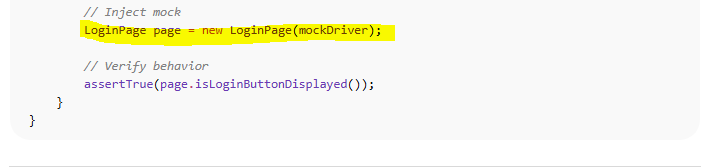 // Inject mock
LoginPage page = new LoginPage(mockDriver);
// Verify behavior
assertTrue(page.isLoginButtonDisplayed());
}
}